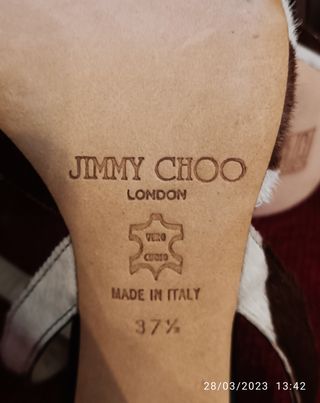 JIMMY CHOO
LONDON
VERO
CUOIO
MADE IN ITALY
37½
28/03/2023 13:42